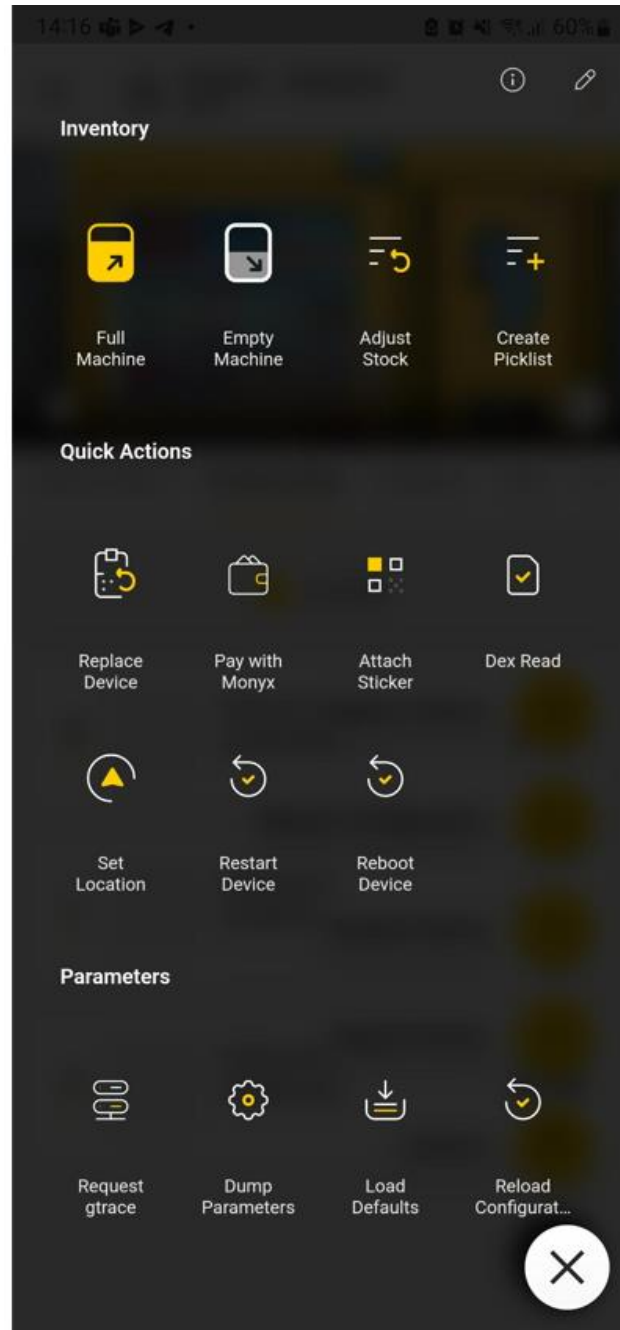 14:16
60%
Inventory
Full
Machine
Empty
Machine
Adjust
Stock
Create
Picklist
Quick Actions
Replace
Device
Pay with
Monyx
Attach
Sticker
Dex Read
Set
Location
Restart
Device
Reboot
Device
Parameters
Request
gtrace
Dump
Parameters
Load
Defaults
Reload
Configurat...